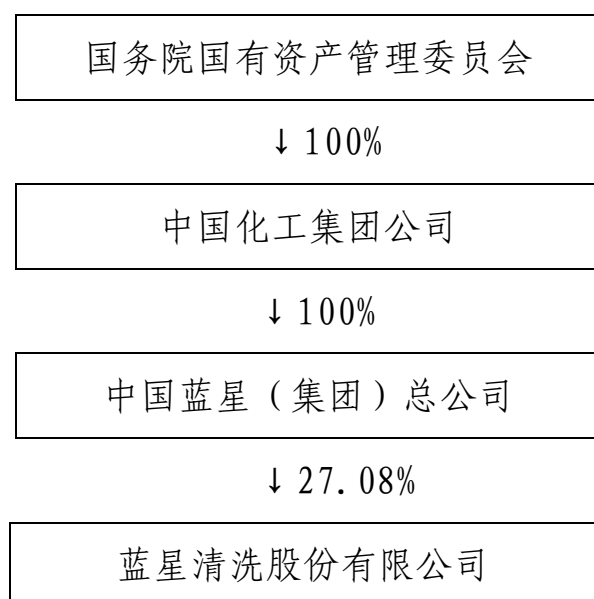 国务院国有资产管理委员会
↓100%
中国化工集团公司
↓100%
中国蓝星（集团）总公司
↓27.08%
蓝星清洗股份有限公司